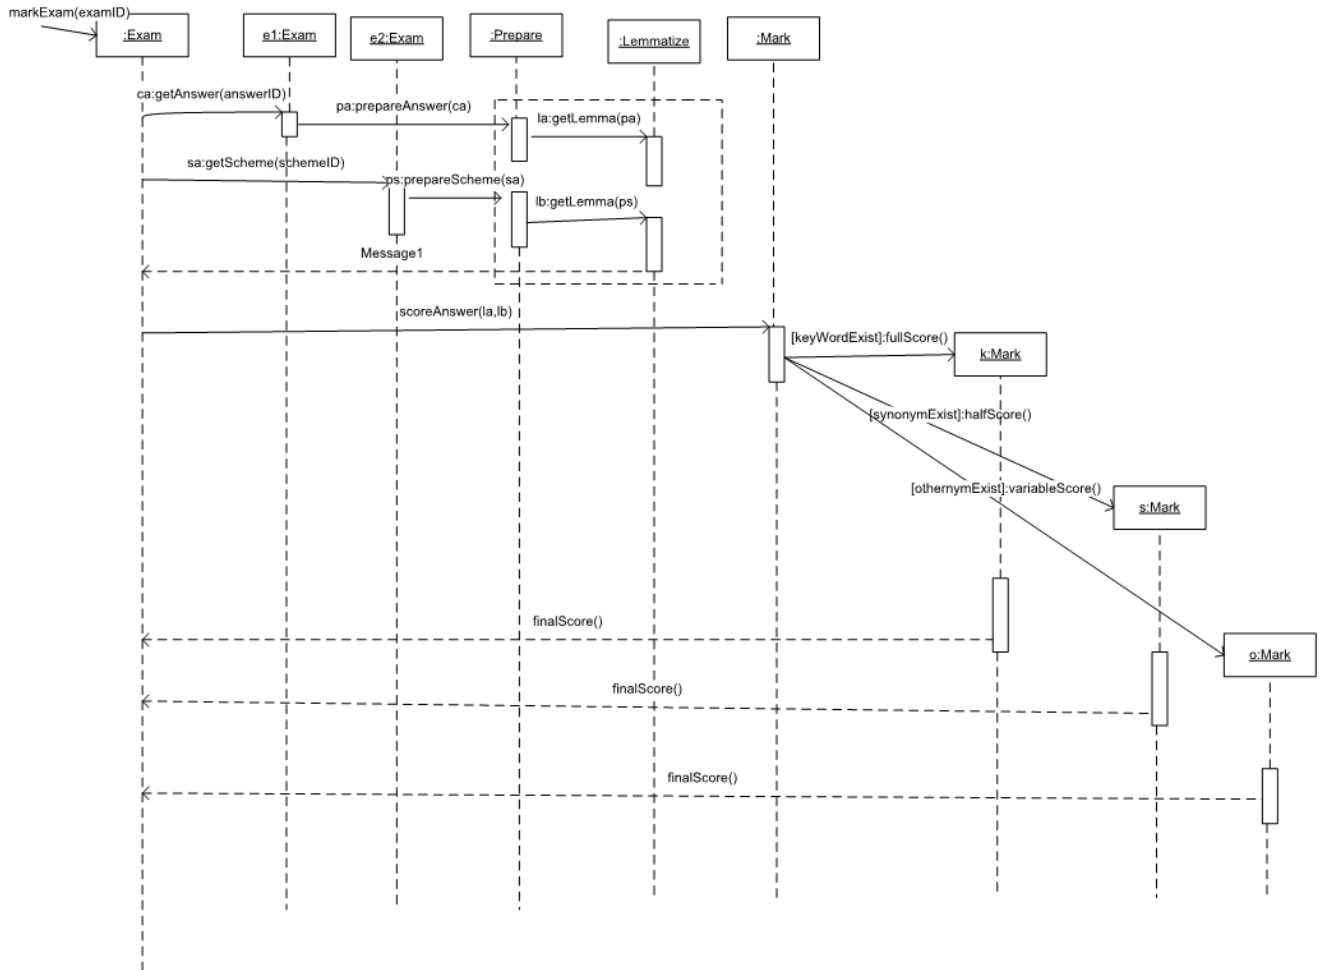 markExam(examID)
:Exam
e1:Exam
e2:Exam
:Prepare
:Lemmatize
:Mark
ca:getAnswer(answerID)
pa:prepareAnswer(ca)
la:getLemma(pa)
sa:getScheme(schemeID)
ps:prepareScheme(sa)
lb:getLemma(ps)
Message1
scoreAnswer(la,lb)
[keyWordExist]:fullScore()
k:Mark
[synonymExist]:halfScore()
[othernymExist]:variableScore()
s:Mark
finalScore()
o:Mark
finalScore()
finalScore()